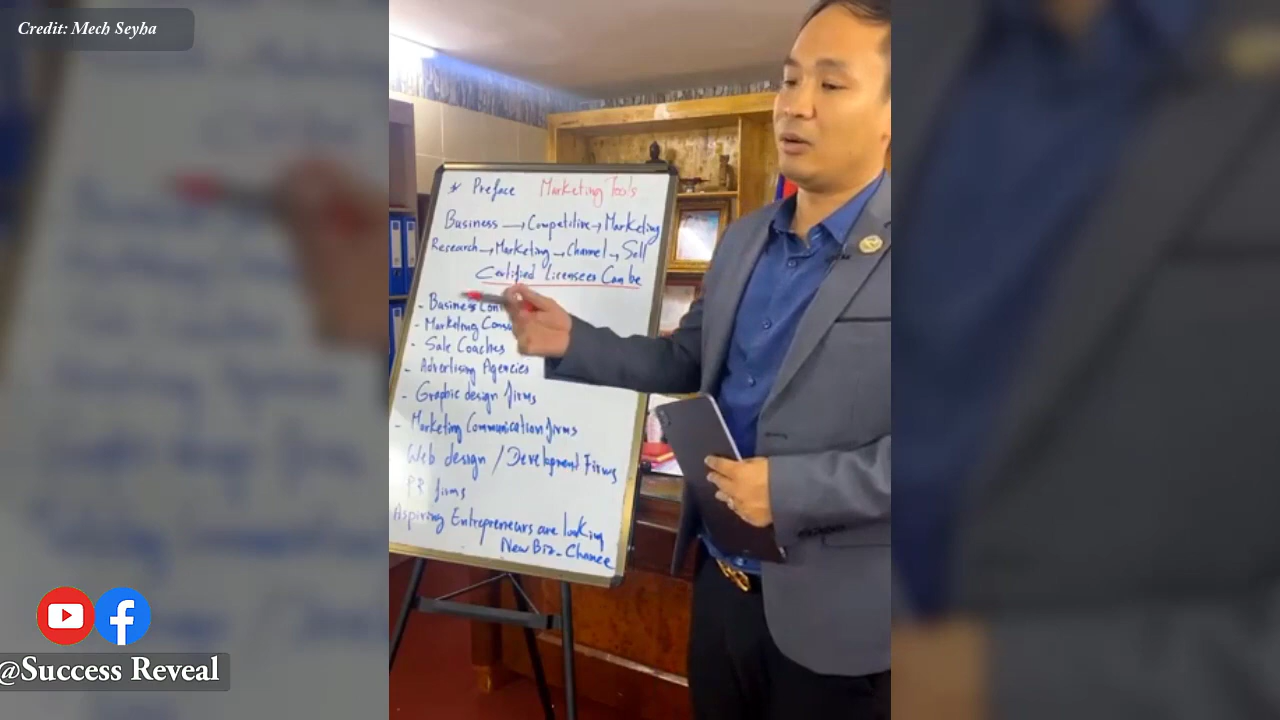 Credit: Mech Seyha
Preface Marketing Tools
Business → Competitive → Marketing
Research → Marketing → Channel → Sell
Certified Licensees Can be
- Business
- Marketing
- Sale Coaches
- Advertising Agencies
- Graphic design firms
- Marketing Communication firms
Web design / Development Firms
PR firms
Aspiring Entrepreneurs are looking
New Biz - Chance
@Success Reveal